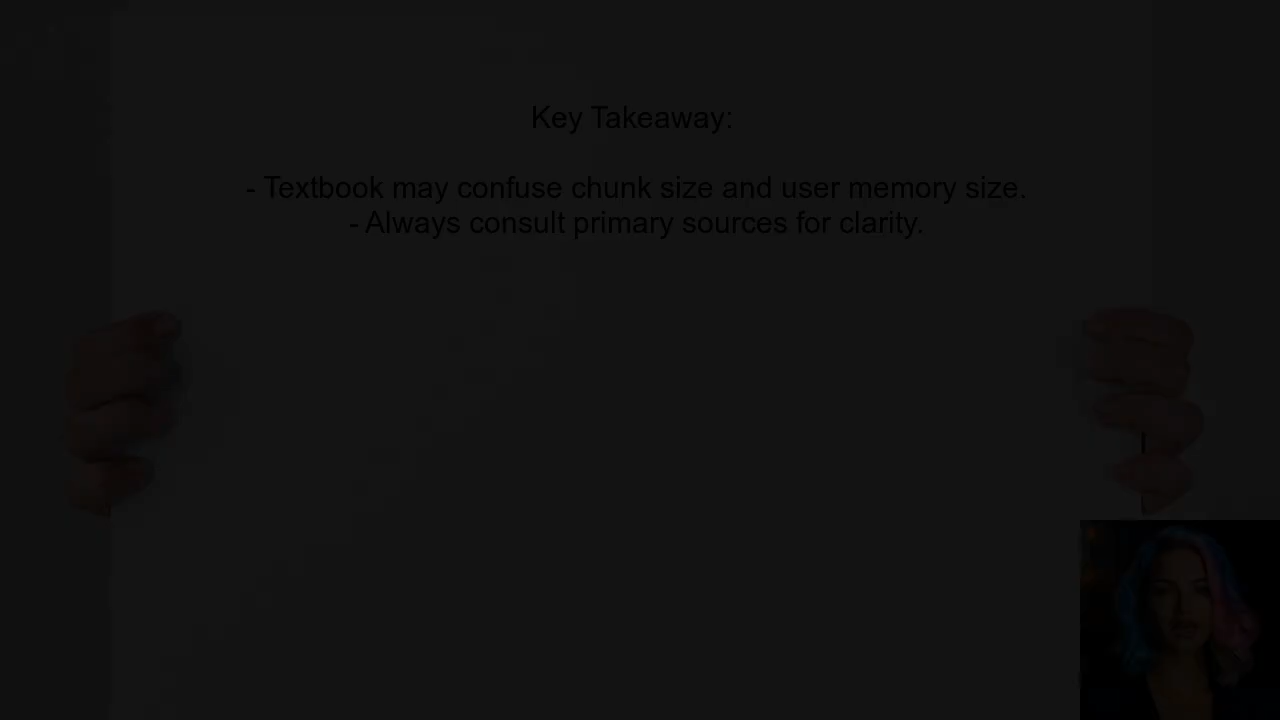 Key Takeaway:
- Textbook may confuse chunk size and user memory size.
- Always consult primary sources for clarity.